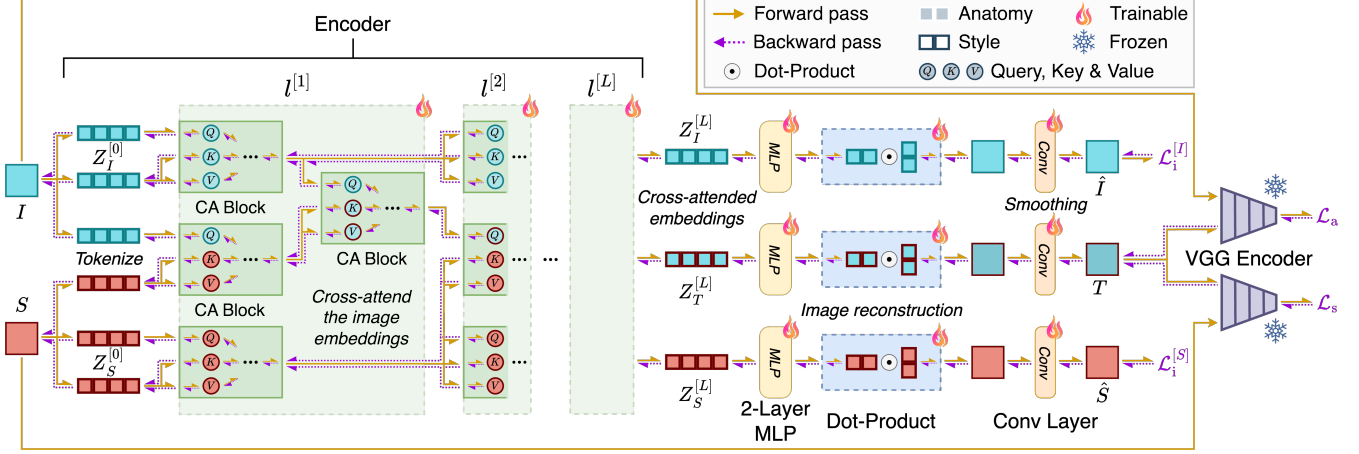 Encoder
Forward pass
Anatomy
Trainable
Backward pass
Style
Frozen
Dot-Product
Q K V Query, Key & Value
l^{[1]}
l^{[2]}
l^{[L]}
Z_I^{[0]}
I
Q
K
V
CA Block
Q
K
V
CA Block
Q
K
V
Z_I^{[L]}
MLP
Conv
Î
L_i^{[I]}
Cross-attended
embeddings
Smoothing
Tokenize
Q
K
V
CA Block
Q
K
V
Z_T^{[L]}
MLP
Conv
T
VGG Encoder
L_a
L_s
S
Cross-attend
the image
embeddings
Image reconstruction
Z_S^{[0]}
Q
K
V
Q
K
V
Z_S^{[L]}
MLP
Conv
Ŝ
L_i^{[S]}
2-Layer
MLP
Dot-Product
Conv Layer